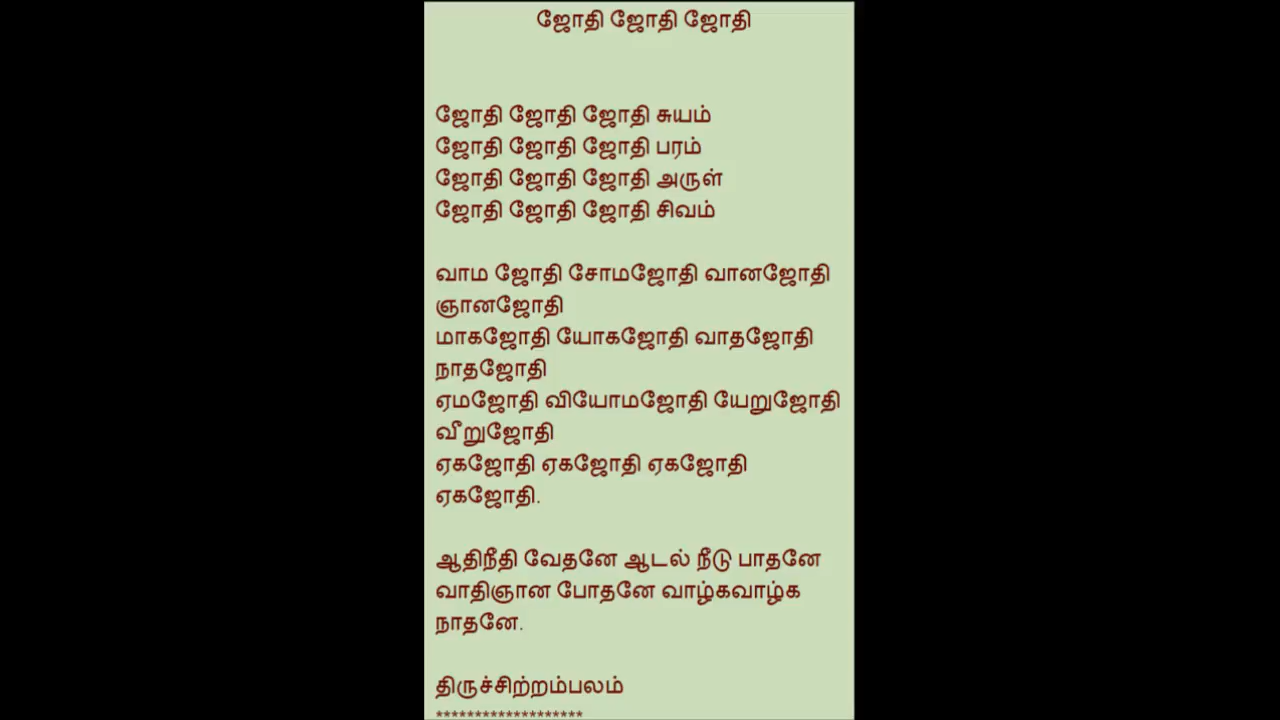 ஜோதி ஜோதி ஜோதி
ஜோதி ஜோதி ஜோதி சுயம்
ஜோதி ஜோதி ஜோதி பரம்
ஜோதி ஜோதி ஜோதி அருள்
ஜோதி ஜோதி ஜோதி சிவம்
வாம ஜோதி சோமஜோதி வானஜோதி
ஞானஜோதி
மாகஜோதி யோகஜோதி வாதஜோதி
நாதஜோதி
ஏமஜோதி வியோமஜோதி யேறுஜோதி
வீறுஜோதி
ஏகஜோதி ஏகஜோதி ஏகஜோதி
ஏகஜோதி.
ஆதிநீதி வேதனே ஆடல் நீடு பாதனே
வாதிஞான போதனே வாழ்கவாழ்க
நாதனே.
திருச்சிற்றம்பலம்
*******************